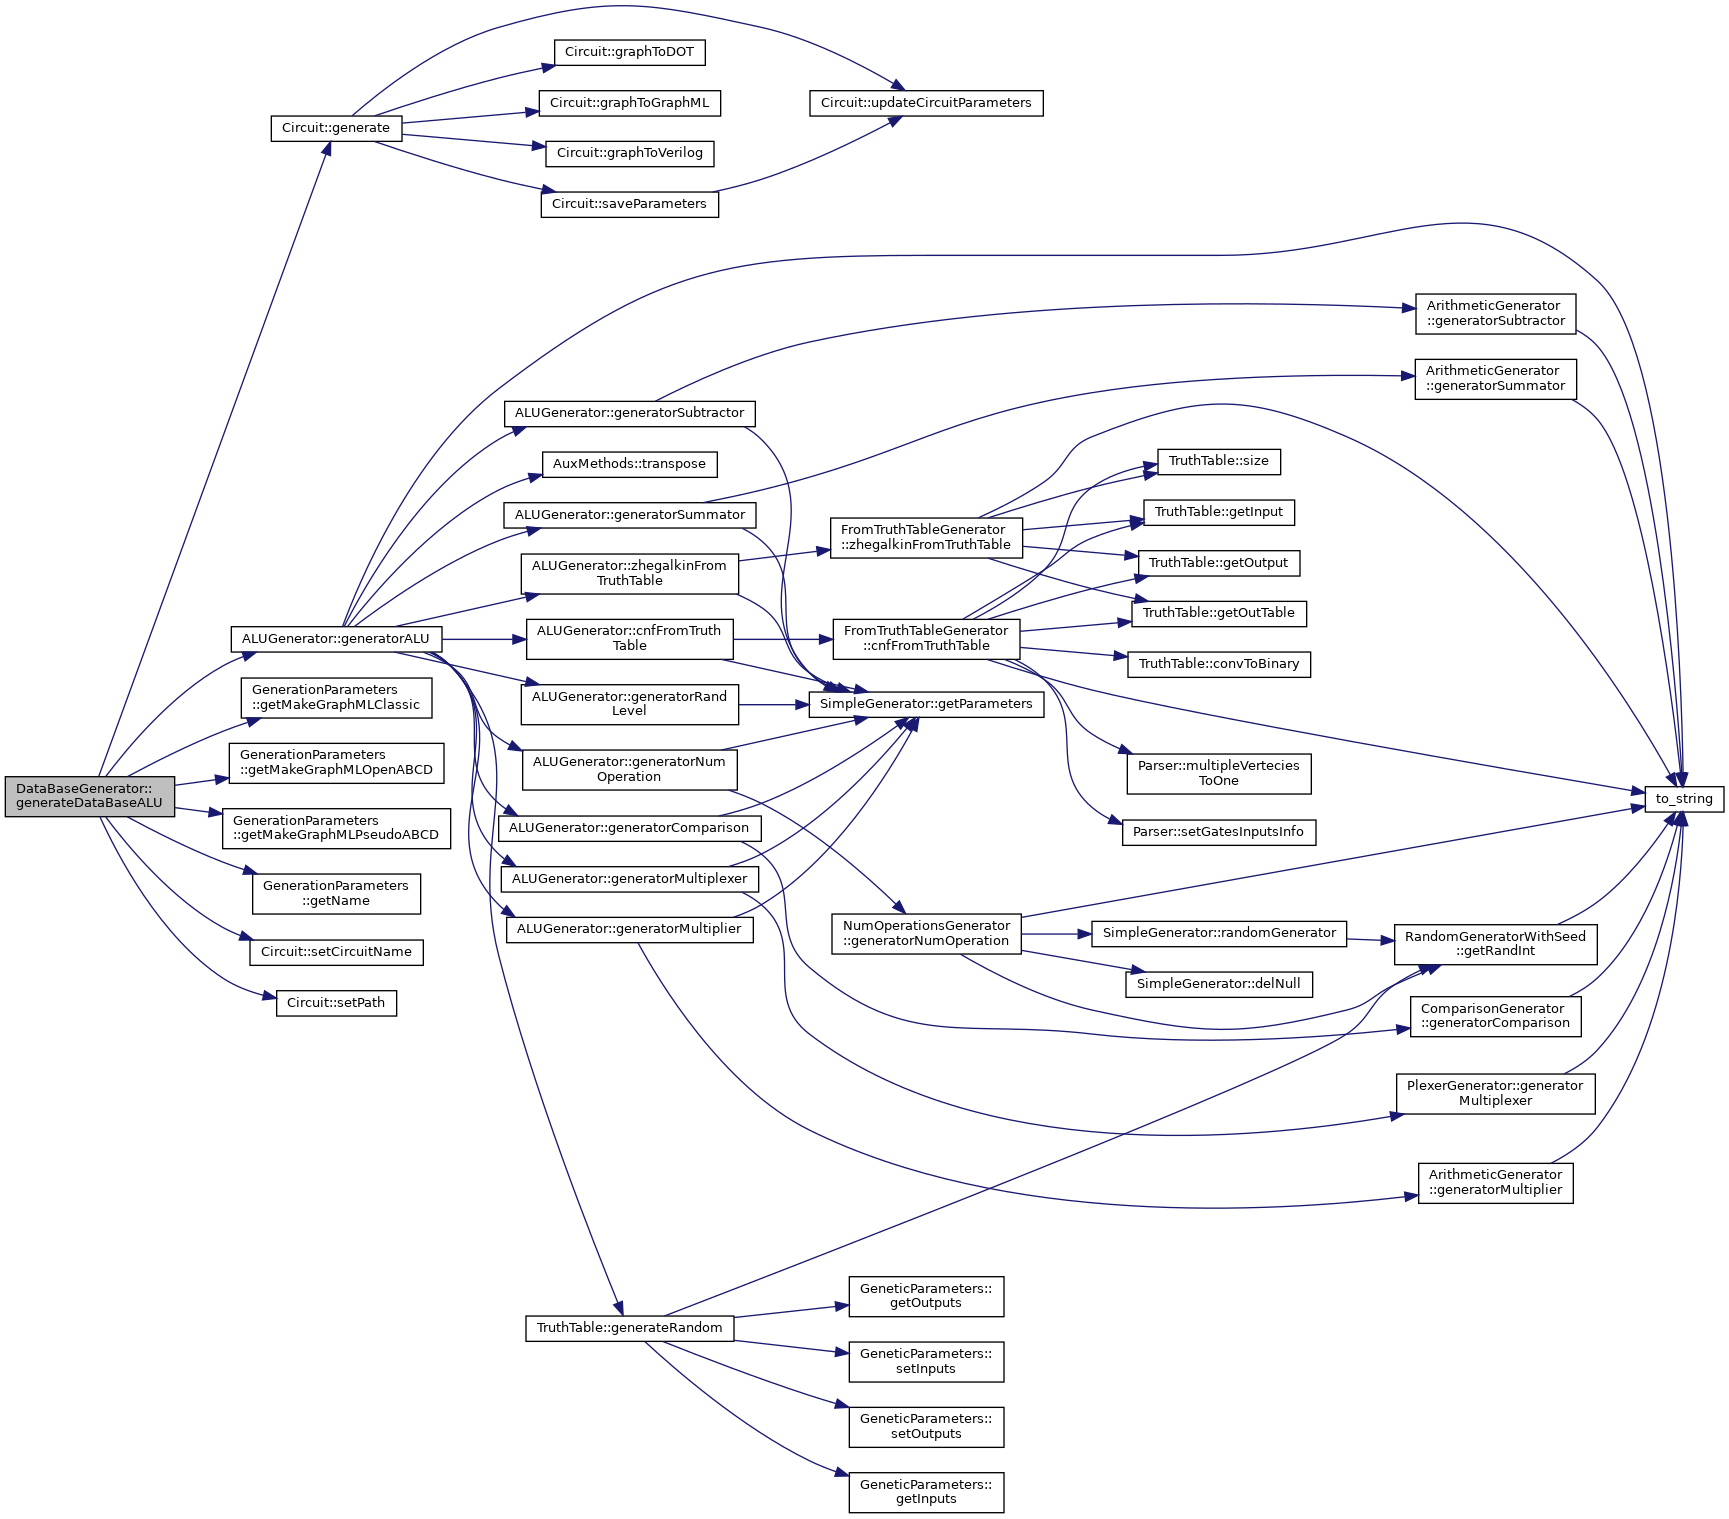 DataBaseGenerator::
generateDataBaseALU
Circuit::generate
Circuit::graphToDOT
Circuit::graphToGraphML
Circuit::graphToVerilog
Circuit::saveParameters
Circuit::updateCircuitParameters
ALUGenerator::generatorALU
GenerationParameters
::getMakeGraphMLClassic
GenerationParameters
::getMakeGraphMLOpenABCD
GenerationParameters
::getMakeGraphMLPseudoABCD
GenerationParameters
::getName
Circuit::setCircuitName
Circuit::setPath
ALUGenerator::generatorSubtractor
AuxMethods::transpose
ALUGenerator::generatorSummator
ALUGenerator::zhegalkinFrom
TruthTable
ALUGenerator::cnfFromTruth
Table
ALUGenerator::generatorRand
Level
ALUGenerator::generatorNum
Operation
ALUGenerator::generatorComparison
ALUGenerator::generatorMultiplexer
ALUGenerator::generatorMultiplier
TruthTable::generateRandom
FromTruthTableGenerator
::zhegalkinFromTruthTable
FromTruthTableGenerator
::cnfFromTruthTable
SimpleGenerator::getParameters
NumOperationsGenerator
::generatorNumOperation
GeneticParameters::
getOutputs
GeneticParameters::
setInputs
GeneticParameters::
setOutputs
GeneticParameters::
getInputs
TruthTable::size
TruthTable::getInput
TruthTable::getOutput
TruthTable::getOutTable
TruthTable::convToBinary
Parser::multipleVertecies
ToOne
Parser::setGatesInputsInfo
SimpleGenerator::randomGenerator
SimpleGenerator::delNull
ArithmeticGenerator
::generatorSubtractor
ArithmeticGenerator
::generatorSummator
RandomGeneratorWithSeed
::getRandInt
ComparisonGenerator
::generatorComparison
PlexerGenerator::generator
Multiplexer
ArithmeticGenerator
::generatorMultiplier
to_string